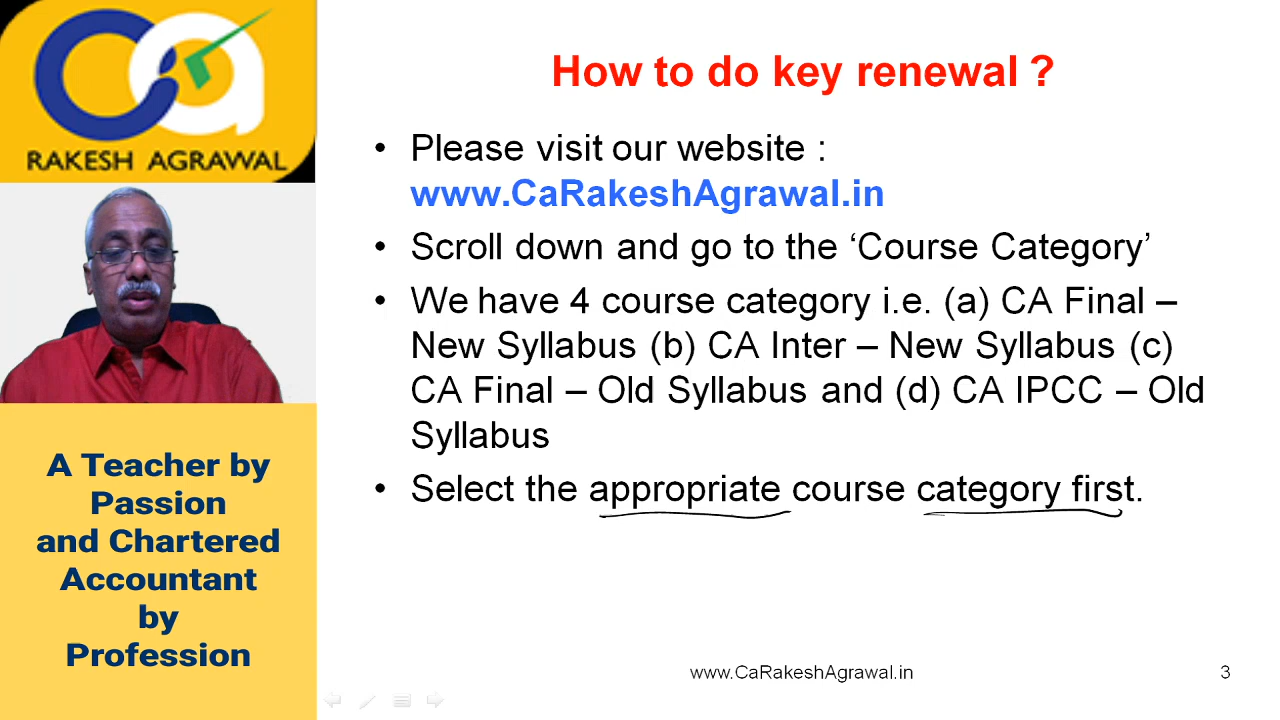 ca
RAKESH AGRAWAL
A Teacher by
Passion
and Chartered
Accountant
by
Profession
How to do key renewal ?
• Please visit our website :
www.CaRakeshAgrawal.in
• Scroll down and go to the ‘Course Category’
• We have 4 course category i.e. (a) CA Final –
New Syllabus (b) CA Inter – New Syllabus (c)
CA Final – Old Syllabus and (d) CA IPCC – Old
Syllabus
• Select the appropriate course category first.
www.CaRakeshAgrawal.in
3